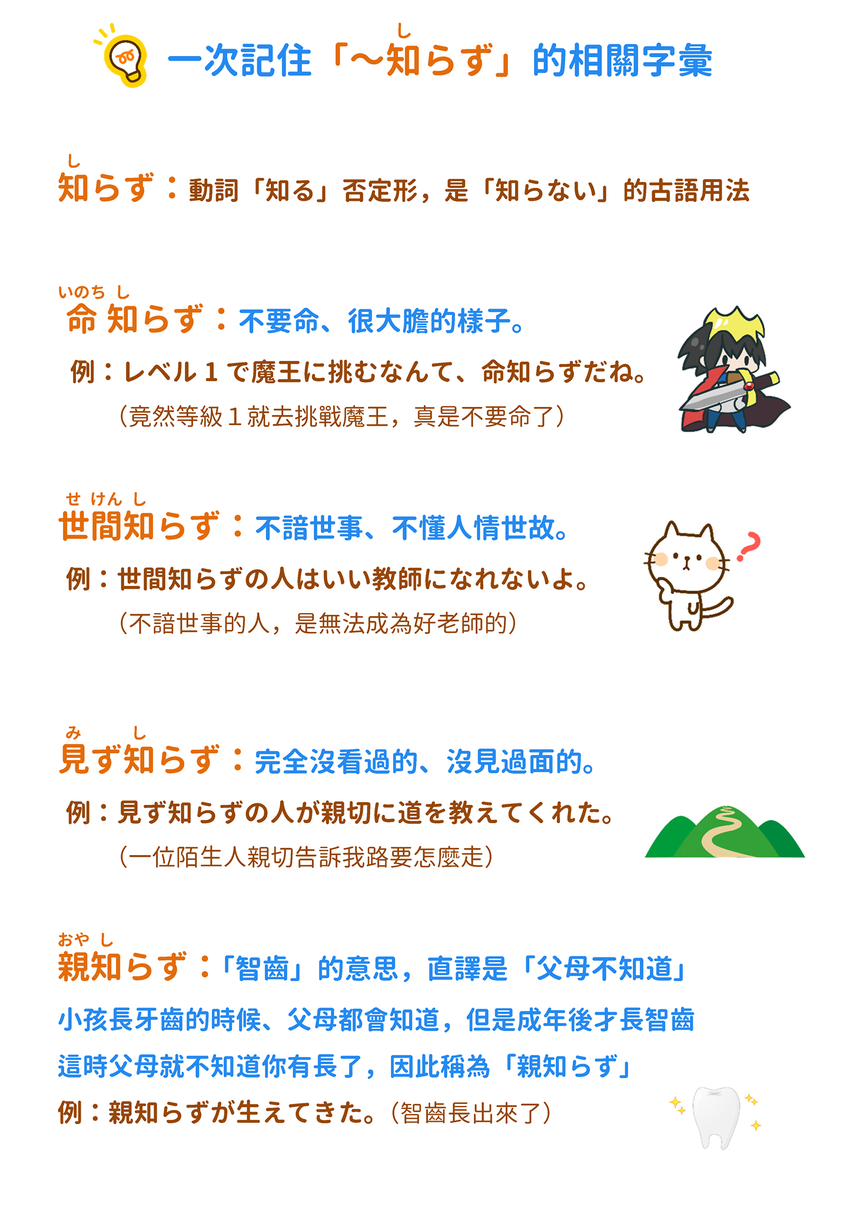 し
一次記住「～知らず」的相關字彙
し
知らず：動詞「知る」否定形，是「知らない」的古語用法
いのち し
命知らず：不要命、很大膽的樣子。
例：レベル１で魔王に挑むなんて、命知らずだね。
（竟然等級１就去挑戰魔王，真是不要命了）
せ けん し
世間知らず：不諳世事、不懂人情世故。
例：世間知らずの人はいい教師になれないよ。
（不諳世事的人，是無法成為好老師的）
み し
見ず知らず：完全沒看過的、沒見過面的。
例：見ず知らずの人が親切に道を教えてくれた。
（一位陌生人親切告訴我路要怎麼走）
おや し
親知らず：「智齒」的意思，直譯是「父母不知道」
小孩長牙齒的時候、父母都會知道，但是成年後才長智齒
這時父母就不知道你有長了，因此稱為「親知らず」
例：親知らずが生えてきた。（智齒長出來了）